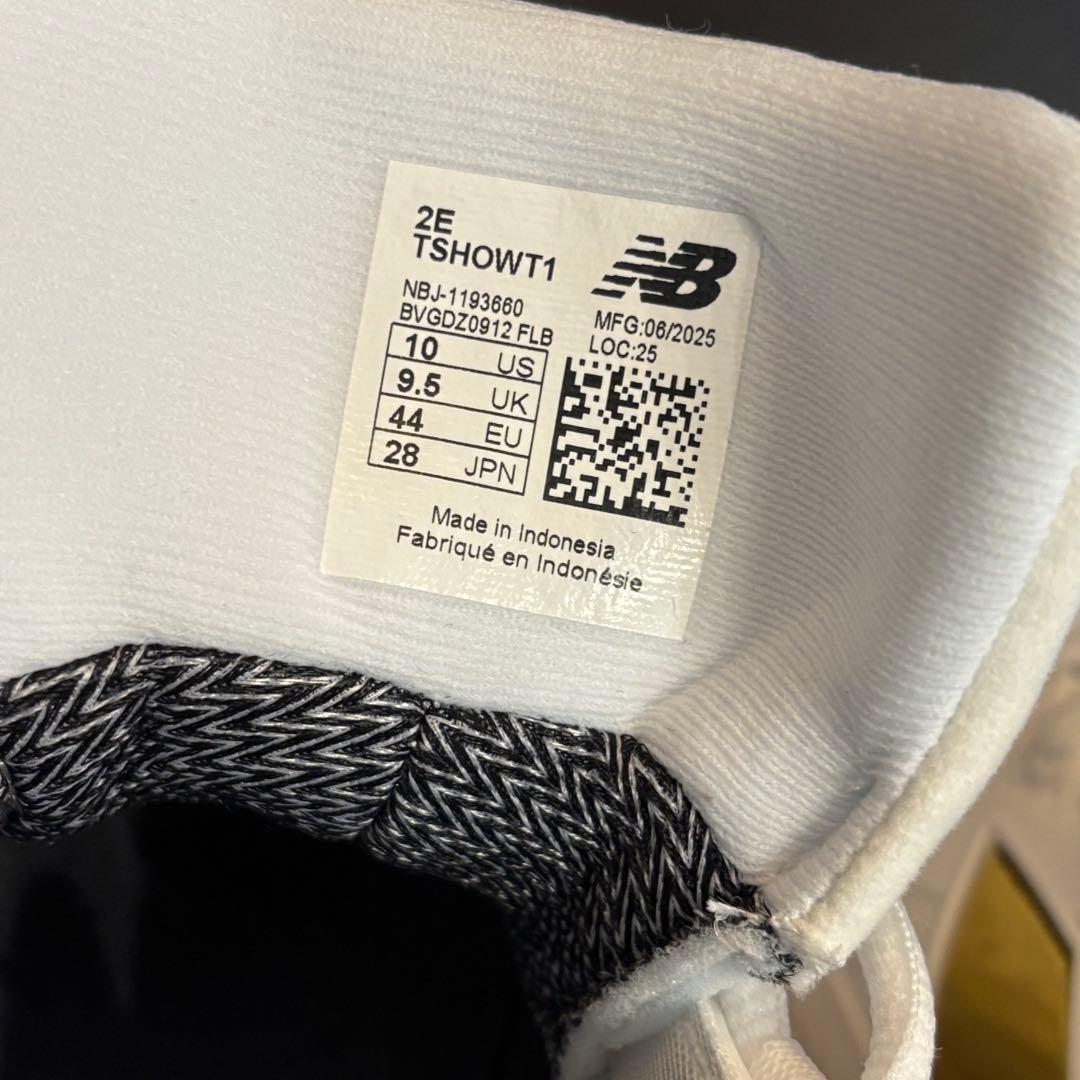 2E
TSHOWT1
NB
NBJ-1193660
BVGDZ0912 FLB
MFG:06/2025
LOC:25
10 US
9.5 UK
44 EU
28 JPN
Made in Indonesia
Fabriqué en Indonésie